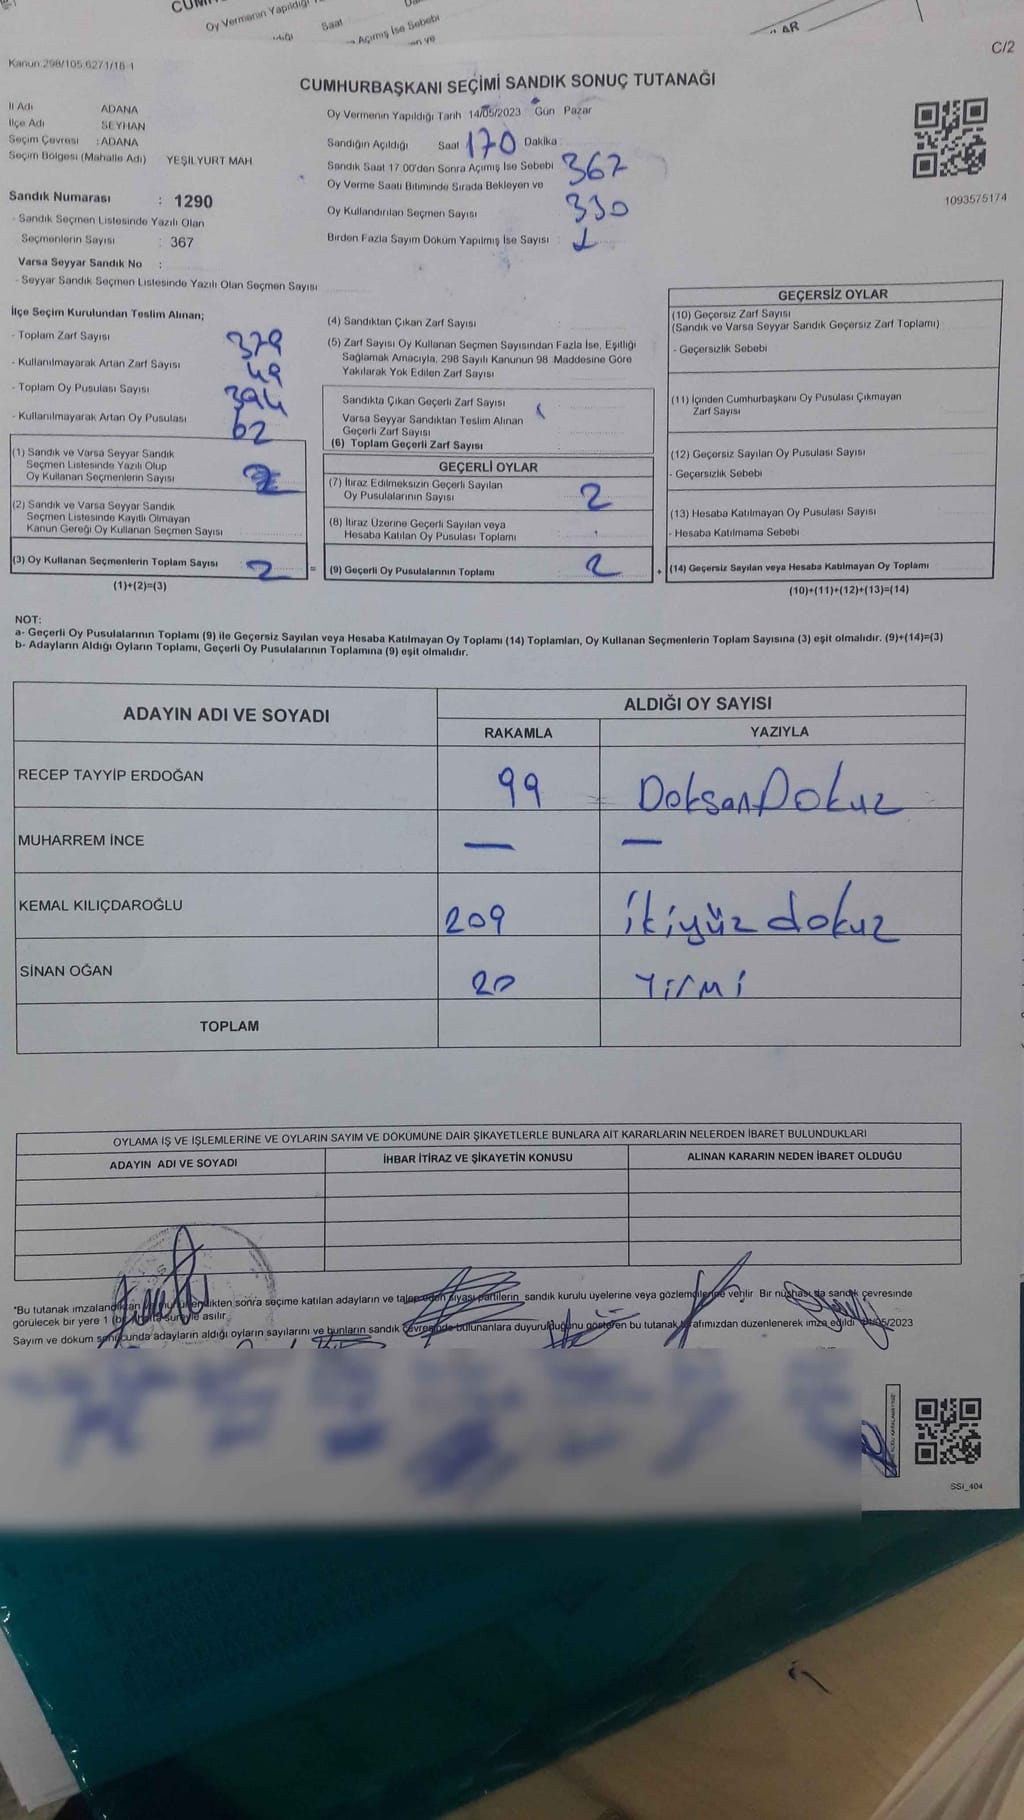 Oy Vermenin Yapıldığı
Saat
Açımış İse Sebebi
C/2
Kanun 298/105,6271/16-1
CUMHURBAŞKANI SEÇİMİ SANDIK SONUÇ TUTANAĞI
İl Adı ADANA
İlçe Adı SEYHAN
Seçim Çevresi : ADANA
Seçim Bölgesi (Mahalle Adı) YEŞİLYURT MAH
Sandık Numarası : 1290
- Sandık Seçmen Listesinde Yazılı Olan
Seçmenlerin Sayısı : 367
Varsa Seyyar Sandık No :
- Seyyar Sandık Seçmen Listesinde Yazılı Olan Seçmen Sayısı
Oy Vermenin Yapıldığı Tarih 14/05/2023 Gün Pazar
Sandığın Açıldığı Saat 170 Dakika
Sandık Saat 17 00'den Sonra Açımış İse Sebebi 367
Oy Verme Saati Bitiminde Sırada Bekleyen ve
330
Oy Kullandırılan Seçmen Sayısı
Birden Fazla Sayım Döküm Yapılmış İse Sayısı 1
1093575174
İlçe Seçim Kurulundan Teslim Alınan;
- Toplam Zarf Sayısı 379
- Kullanılmayarak Artan Zarf Sayısı 49
- Toplam Oy Pusulası Sayısı 394
- Kullanılmayarak Artan Oy Pusulası 62
(1) Sandık ve Varsa Seyyar Sandık
Seçmen Listesinde Yazılı Olup
Oy Kullanan Seçmenlerin Sayısı 2
(2) Sandık ve Varsa Seyyar Sandık
Seçmen Listesinde Kayıtlı Olmayan
Kanun Gereği Oy Kullanan Seçmen Sayısı
(3) Oy Kullanan Seçmenlerin Toplam Sayısı 2 =
(1)+(2)=(3)
(4) Sandıktan Çıkan Zarf Sayısı
(5) Zarf Sayısı Oy Kullanan Seçmen Sayısından Fazla İse, Eşitliği
Sağlamak Amacıyla, 298 Sayılı Kanunun 98 .Maddesine Göre
Yakılarak Yok Edilen Zarf Sayısı
Sandıkta Çıkan Geçerli Zarf Sayısı
Varsa Seyyar Sandıktan Teslim Alınan
Geçerli Zarf Sayısı
(6) Toplam Geçerli Zarf Sayısı
GEÇERLİ OYLAR
(7) İtiraz Edilmeksizin Geçerli Sayılan
Oy Pusulalarının Sayısı 2
(8) İtiraz Üzerine Geçerli Sayılan veya
Hesaba Katılan Oy Pusulası Toplamı
(9) Geçerli Oy Pusulalarının Toplamı 2 +
GEÇERSİZ OYLAR
(10) Geçersiz Zarf Sayısı
(Sandık ve Varsa Seyyar Sandık Geçersiz Zarf Toplamı)
- Geçersizlik Sebebi
(11) İçinden Cumhurbaşkanı Oy Pusulası Çıkmayan
Zarf Sayısı
(12) Geçersiz Sayılan Oy Pusulası Sayısı
- Geçersizlik Sebebi
(13) Hesaba Katılmayan Oy Pusulası Sayısı
- Hesaba Katılmama Sebebi
(14) Geçersiz Sayılan veya Hesaba Katılmayan Oy Toplamı
(10)+(11)+(12)+(13)=(14)
NOT:
a- Geçerli Oy Pusulalarının Toplamı (9) ile Geçersiz Sayılan veya Hesaba Katılmayan Oy Toplamı (14) Toplamları, Oy Kullanan Seçmenlerin Toplam Sayısına (3) eşit olmalıdır. (9)+(14)=(3)
b- Adayların Aldığı Oyların Toplamı, Geçerli Oy Pusulalarının Toplamına (9) eşit olmalıdır.
ADAYIN ADI VE SOYADI
ALDIĞI OY SAYISI
RAKAMLA YAZIYLA
RECEP TAYYİP ERDOĞAN 99 DoksanDokuz
MUHARREM İNCE — —
KEMAL KILIÇDAROĞLU 209 ikiyüz dokuz
SİNAN OĞAN 20 Yirmi
TOPLAM
OYLAMA İŞ VE İŞLEMLERİNE VE OYLARIN SAYIM VE DÖKÜMÜNE DAİR ŞİKAYETLERLE BUNLARA AİT KARARLARIN NELERDEN İBARET BULUNDUKLARI
ADAYIN ADI VE SOYADI İHBAR İTİRAZ VE ŞİKAYETİN KONUSU ALINAN KARARIN NEDEN İBARET OLDUĞU
*Bu tutanak sonra seçime katılan adayların ve siyasi partilerin sandık kurulu üyelerine veya verilir Bir nüshası da sandık çevresinde
görülecek bir yere 1 asılır.
Sayım ve döküm sonucunda adayların aldığı oyların sayılarını ve bunların sandık çevresinde bulunanlara duyurulduğunu gösteren bu tutanak tarafımızdan düzenlenerek imza edildi
SSİ_404